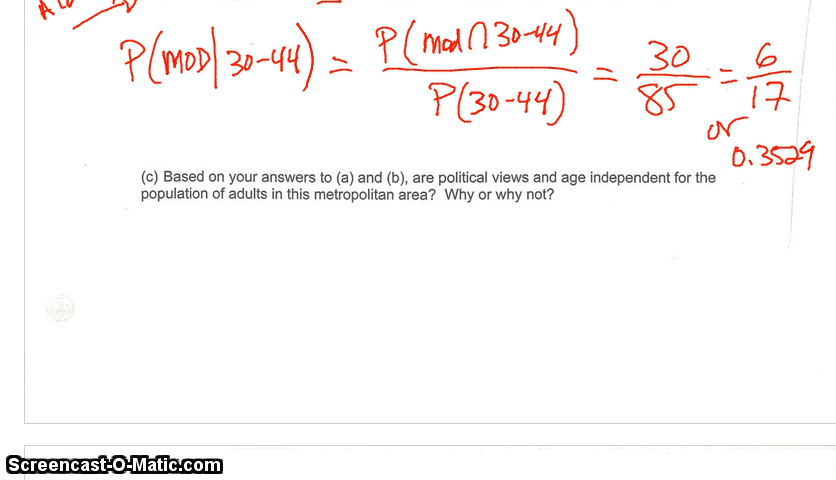 P(MOD|30-44) = P(mod ∩ 30-44) / P(30-44) = 30/85 = 6/17
or
0.3529
(c) Based on your answers to (a) and (b), are political views and age independent for the
population of adults in this metropolitan area? Why or why not?
Screencast-O-Matic.com